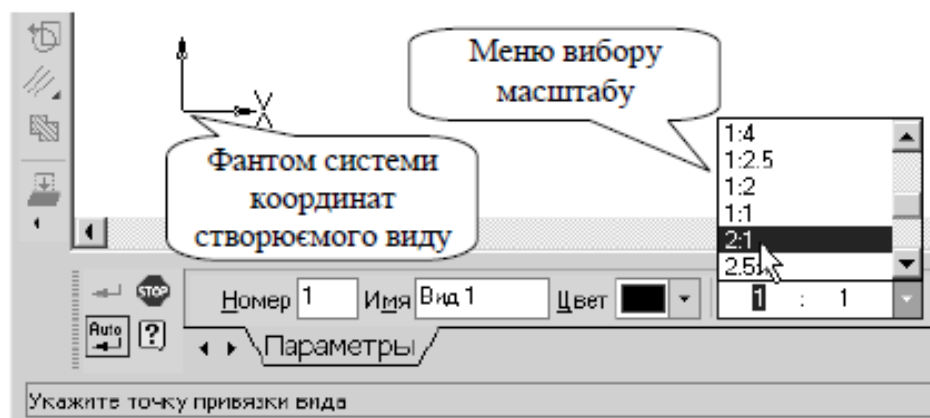 Меню вибору
масштабу
X
Фантом системи
координат
створюємого виду
1:4
1:2.5
1:2
1:1
2:1
2.5:
STOP
Номер 1 Имя Вид 1 Цвет 1 : 1
Auto ?
Параметры
Укажите точку привязки вида